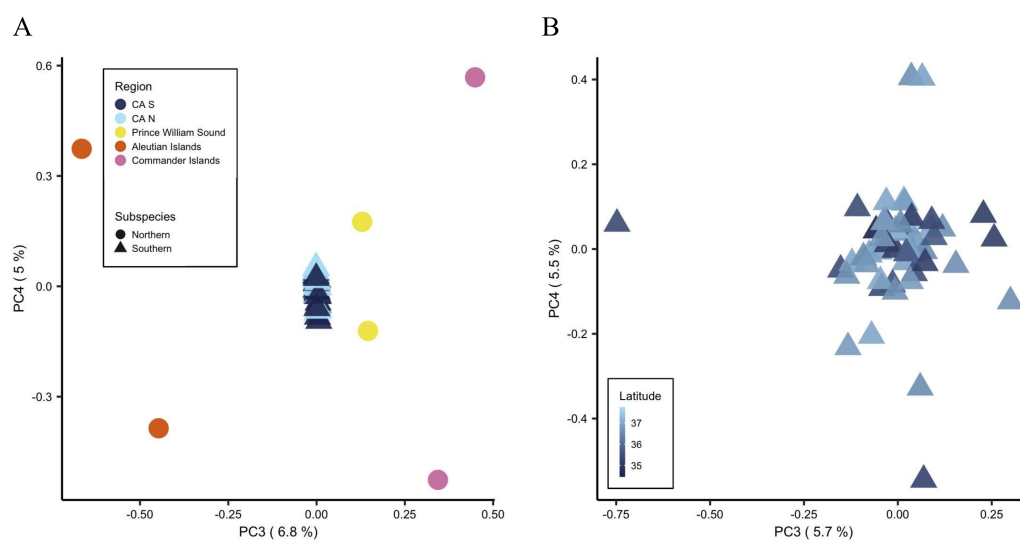 A
B
0.6
0.3
0.0
-0.3
PC4 ( 5 %)
Region
CA S
CA N
Prince William Sound
Aleutian Islands
Commander Islands
Subspecies
Northern
Southern
-0.50
-0.25
0.00
0.25
0.50
PC3 ( 6.8 %)
0.4
0.2
0.0
-0.2
-0.4
PC4 ( 5.5 %)
Latitude
37
36
35
-0.75
-0.50
-0.25
0.00
0.25
PC3 ( 5.7 %)